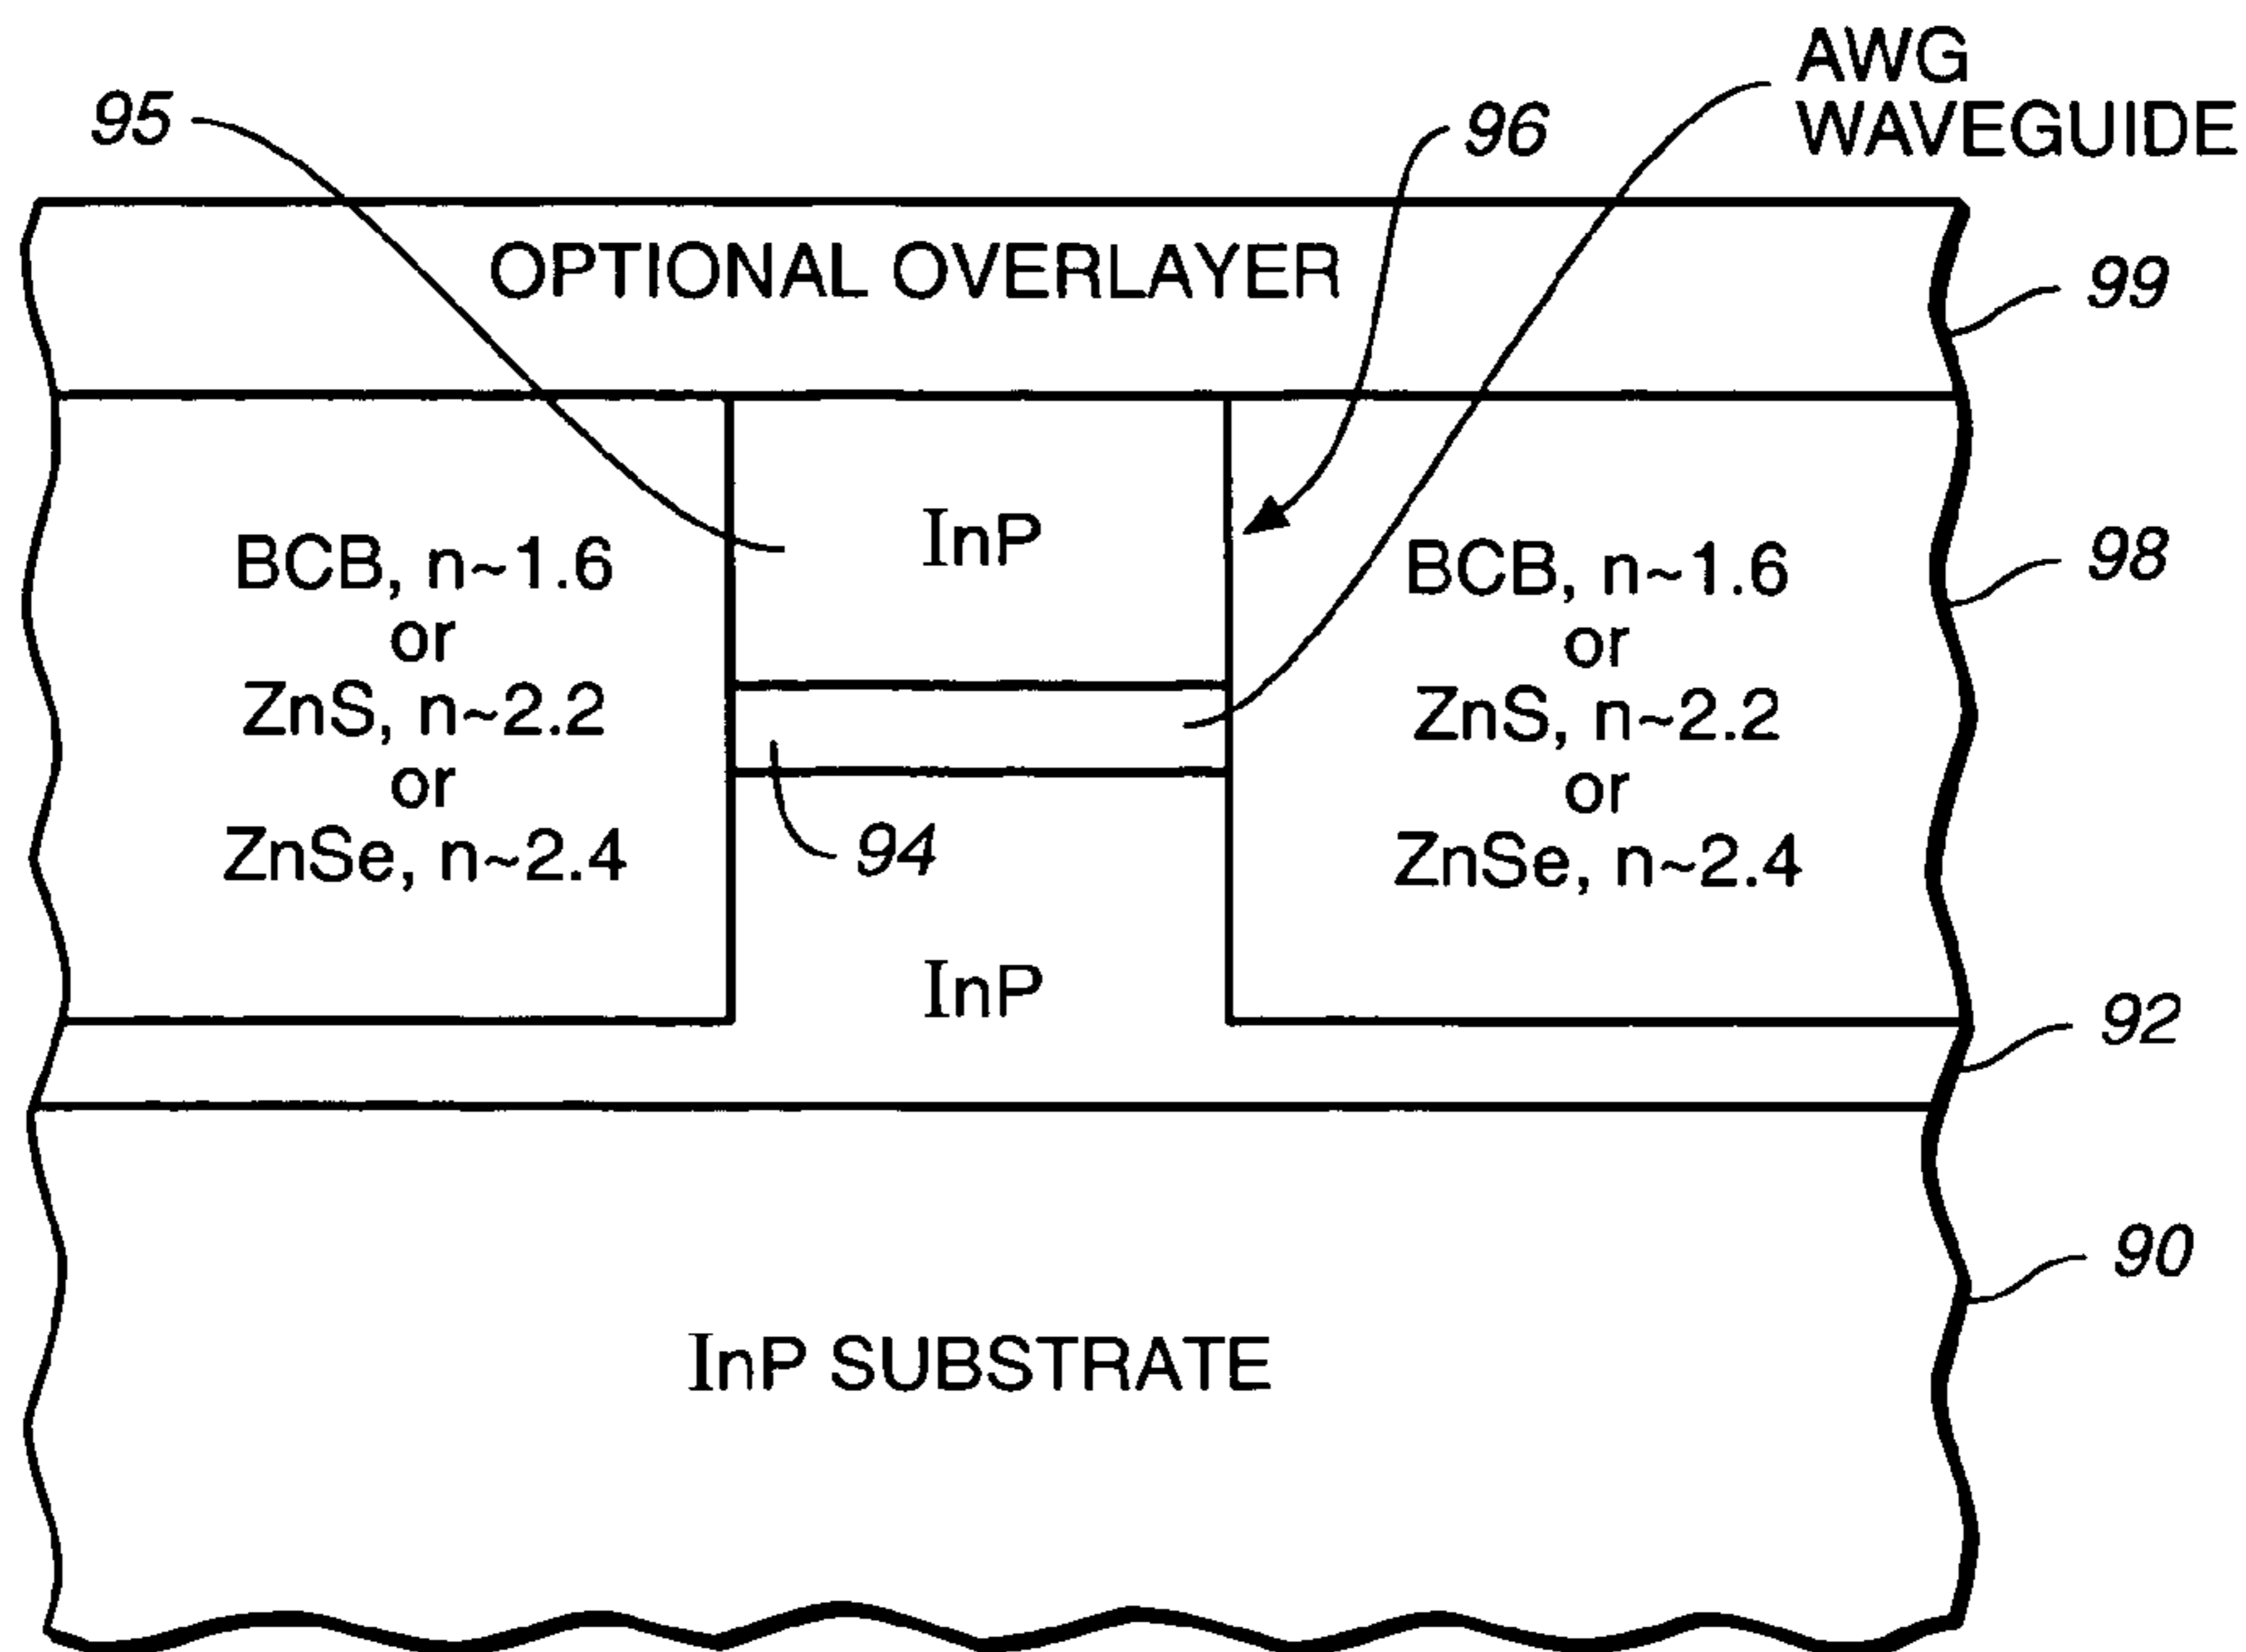 AWG
WAVEGUIDE
95
96
OPTIONAL OVERLAYER
99
InP
BCB, n~1.6
or
ZnS, n~2.2
or
ZnSe, n~2.4
BCB, n~1.6
or
ZnS, n~2.2
or
ZnSe, n~2.4
98
94
InP
92
90
InP SUBSTRATE